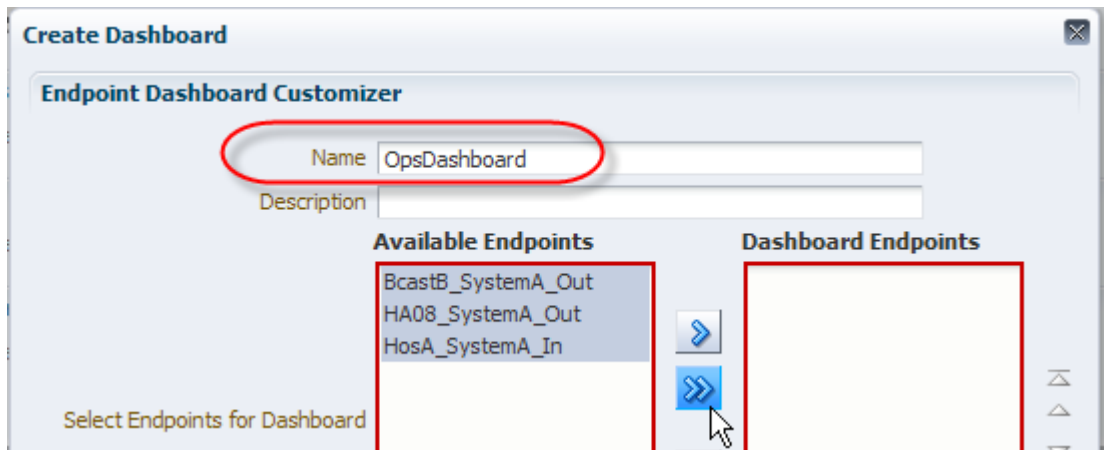 Create Dashboard
Endpoint Dashboard Customizer
Name OpsDashboard
Description
Available Endpoints Dashboard Endpoints
BcastB_SystemA_Out
HA08_SystemA_Out
HosA_SystemA_In
Select Endpoints for Dashboard